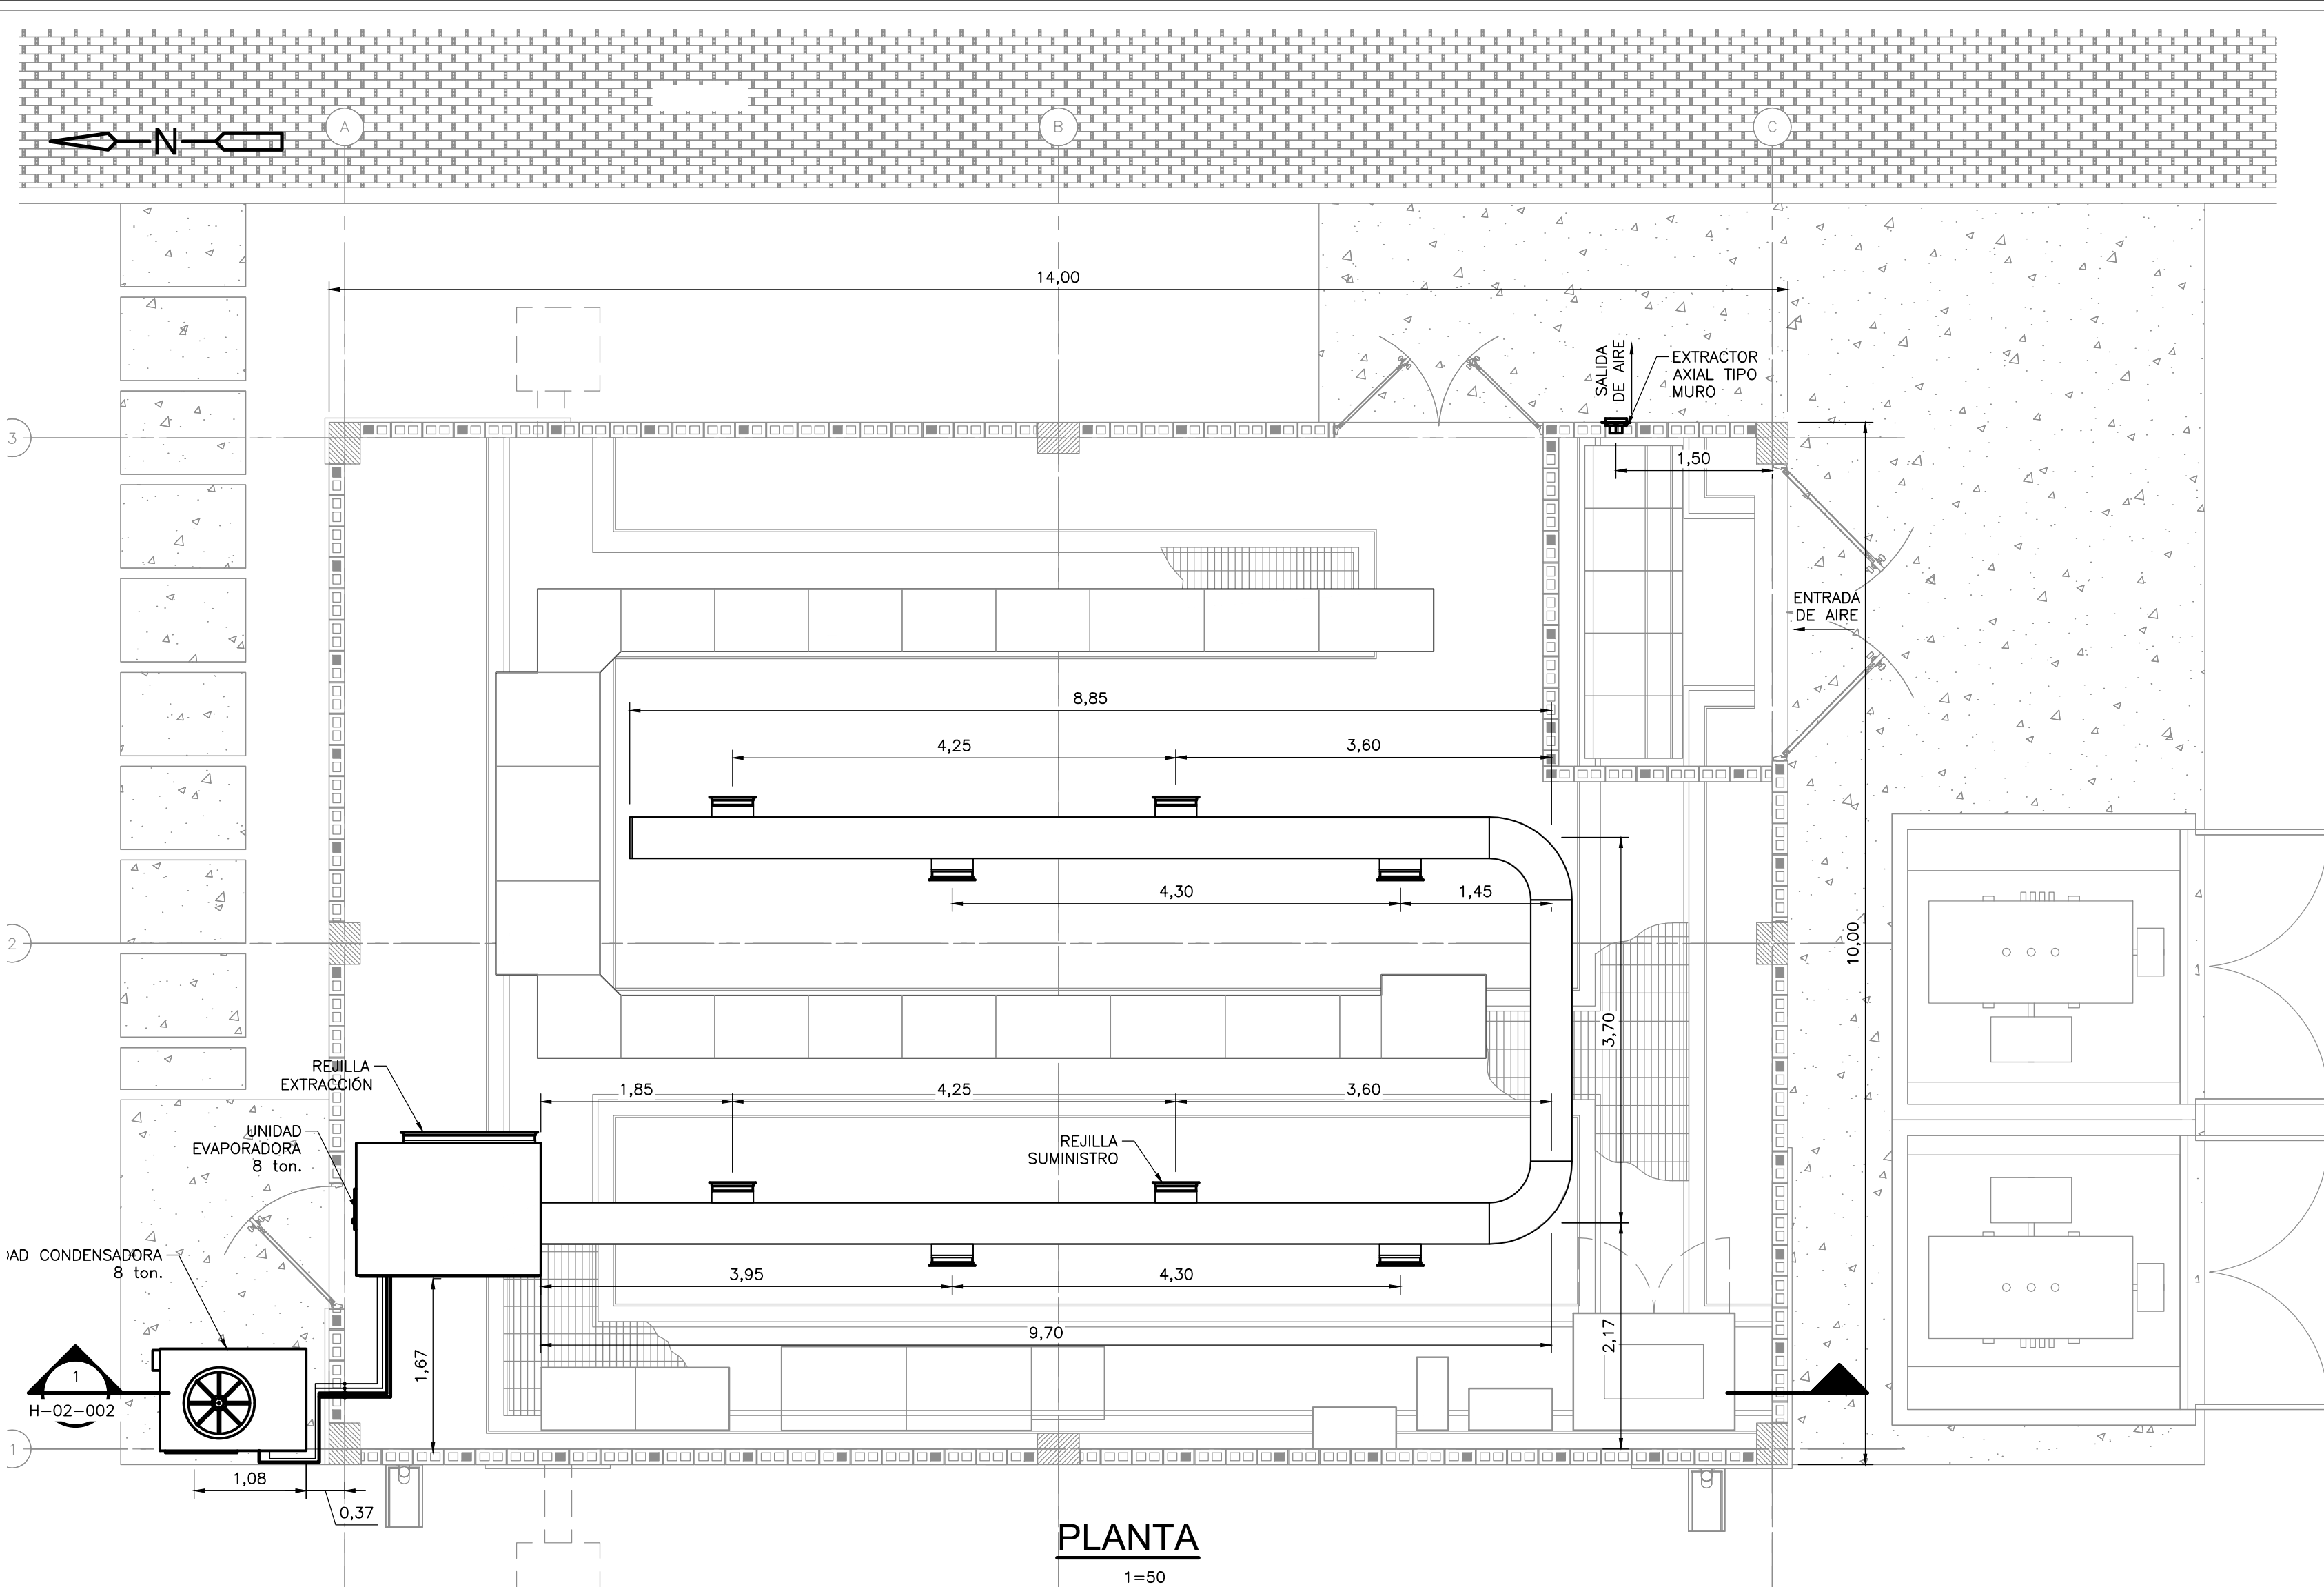 A
B
C
N
14,00
SALIDA
DE AIRE
EXTRACTOR
AXIAL TIPO
MURO
3
1,50
ENTRADA
DE AIRE
8,85
4,25
3,60
4,30
1,45
2
10,00
3,70
REJILLA
EXTRACCIÓN
1,85
4,25
3,60
UNIDAD
EVAPORADORA
8 ton.
REJILLA
SUMINISTRO
DAD CONDENSADORA
8 ton.
3,95
4,30
9,70
2,17
1,67
1
H-02-002
1
1,08
0,37
PLANTA
1=50